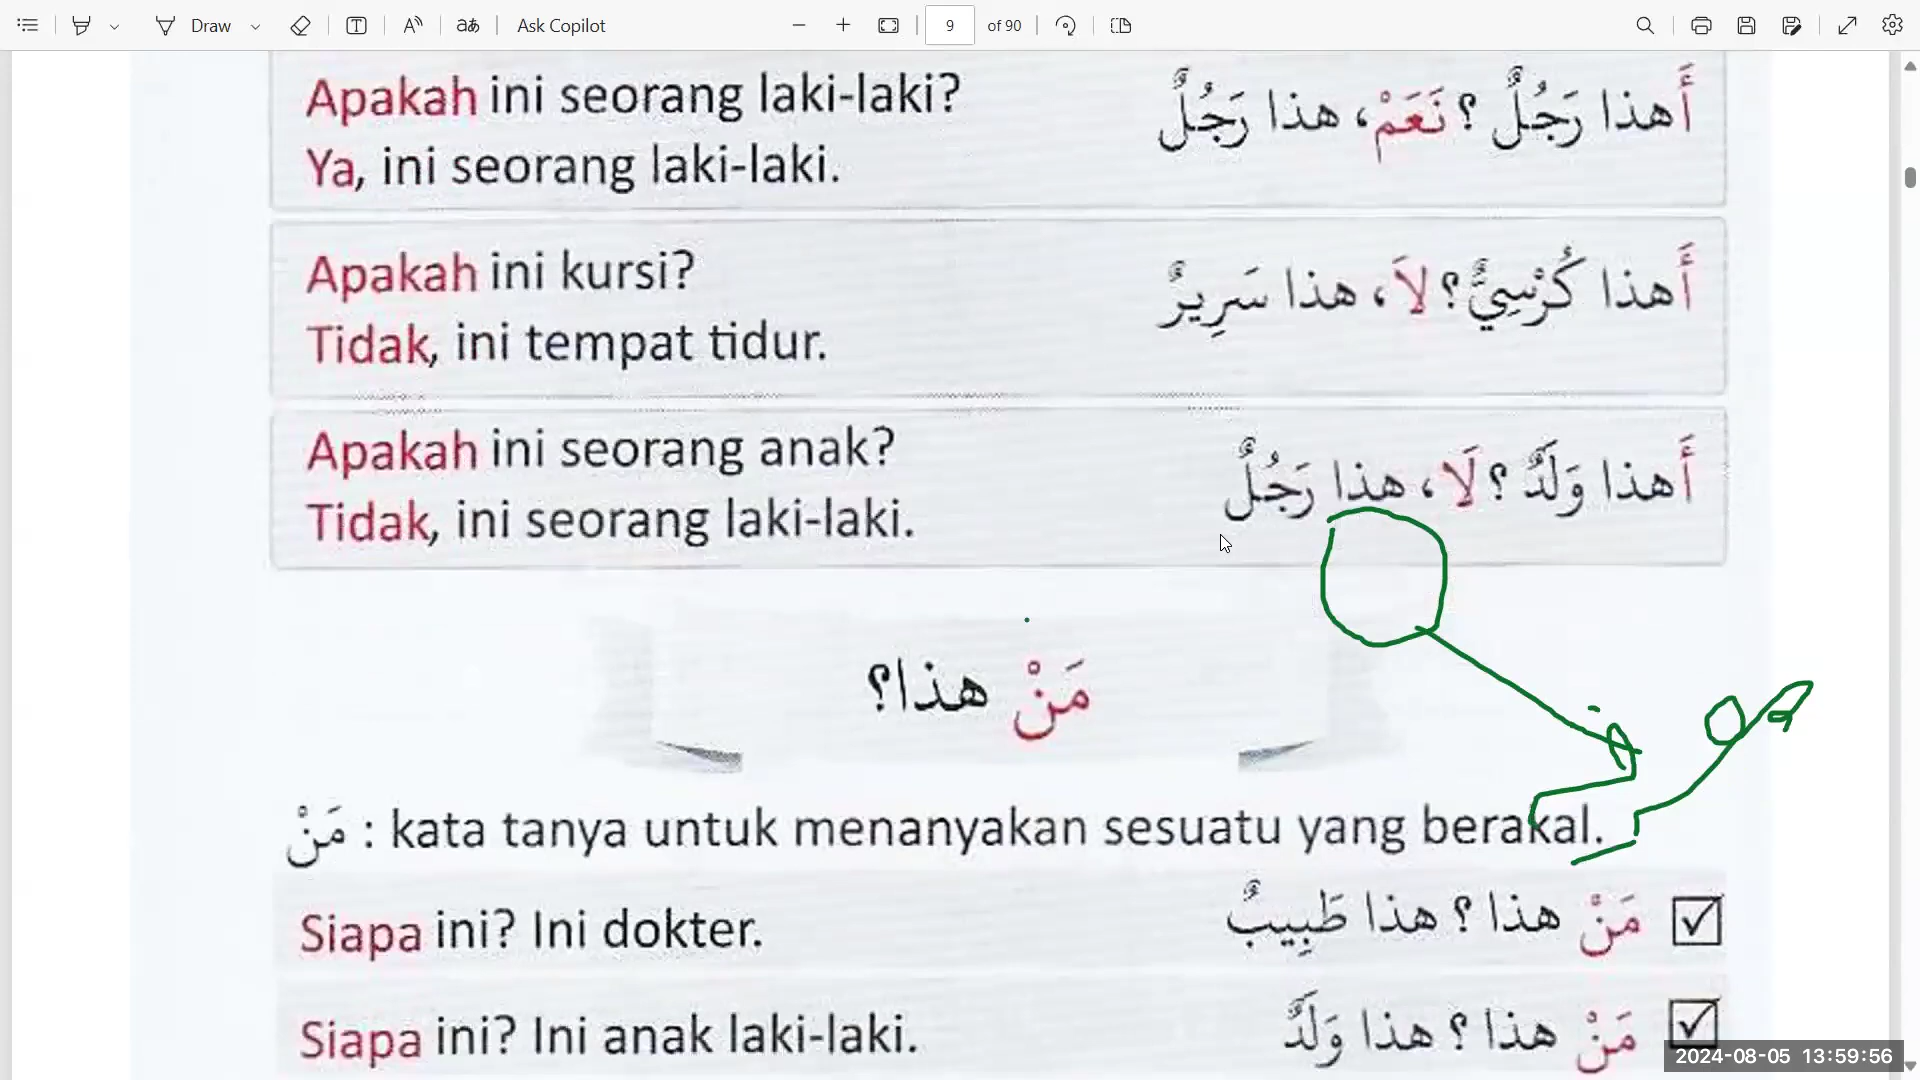 Draw
Ask Copilot
9 of 90
Apakah ini seorang laki-laki?
Ya, ini seorang laki-laki.
أَهذا رَجُلٌ ؟ نَعَمْ، هذا رَجُلٌ
Apakah ini kursi?
Tidak, ini tempat tidur.
أَهذا كُرْسِيٌّ؟ لاَ، هذا سَرِيرٌ
Apakah ini seorang anak?
Tidak, ini seorang laki-laki.
أَهذا وَلَدٌ ؟ لَا، هذا رَجُلٌ
مَنْ هذا؟
مَنْ : kata tanya untuk menanyakan sesuatu yang berakal.
Siapa ini? Ini dokter.
مَنْ هذا ؟ هذا طَبِيبٌ
Siapa ini? Ini anak laki-laki.
مَنْ هذا ؟ هذا وَلَدٌ
2024-08-05 13:59:56